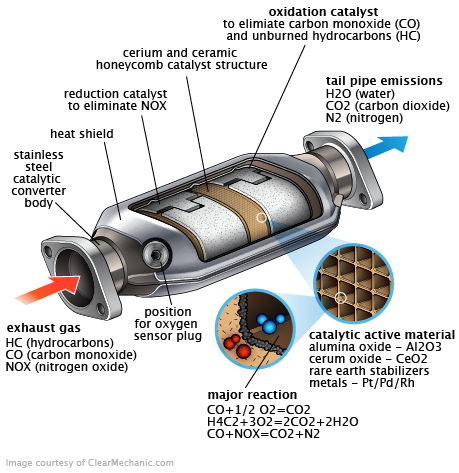 oxidation catalyst
to elimiate carbon monoxide (CO)
and unburned hydrocarbons (HC)
cerium and ceramic
honeycomb catalyst structure
reduction catalyst
to eliminate NOX
heat shield
stainless
steel
catalytic
converter
body
tail pipe emissions
H2O (water)
CO2 (carbon dioxide)
N2 (nitrogen)
exhaust gas
HC (hydrocarbons)
CO (carbon monoxide)
NOX (nitrogen oxide)
position
for oxygen
sensor plug
catalytic active material
alumina oxide - Al2O3
cerum oxide - CeO2
rare earth stabilizers
metals - Pt/Pd/Rh
major reaction
CO+1/2 O2=CO2
H4C2+3O2=2CO2+2H2O
CO+NOX=CO2+N2
Image courtesy of ClearMechanic.com